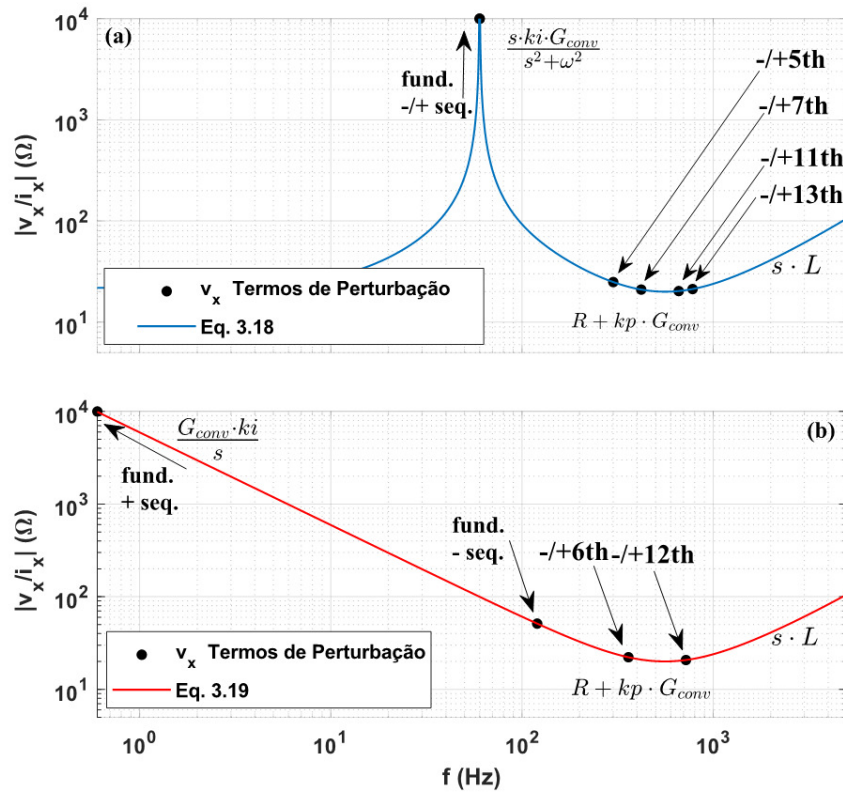 (a)
10^4
10^3
10^2
10^1
|v_x/i_x| (Ω)
fund.
-/+ seq.
s·ki·G_conv
s^2+ω^2
-/+5th
-/+7th
-/+11th
-/+13th
s · L
R + kp · G_conv
v_x Termos de Perturbação
Eq. 3.18
(b)
10^4
10^3
10^2
10^1
|v_x/i_x| (Ω)
G_conv·ki
s
fund.
+ seq.
fund.
- seq.
-/+6th
-/+12th
s · L
R + kp · G_conv
v_x Termos de Perturbação
Eq. 3.19
10^0 10^1 10^2 10^3
f (Hz)